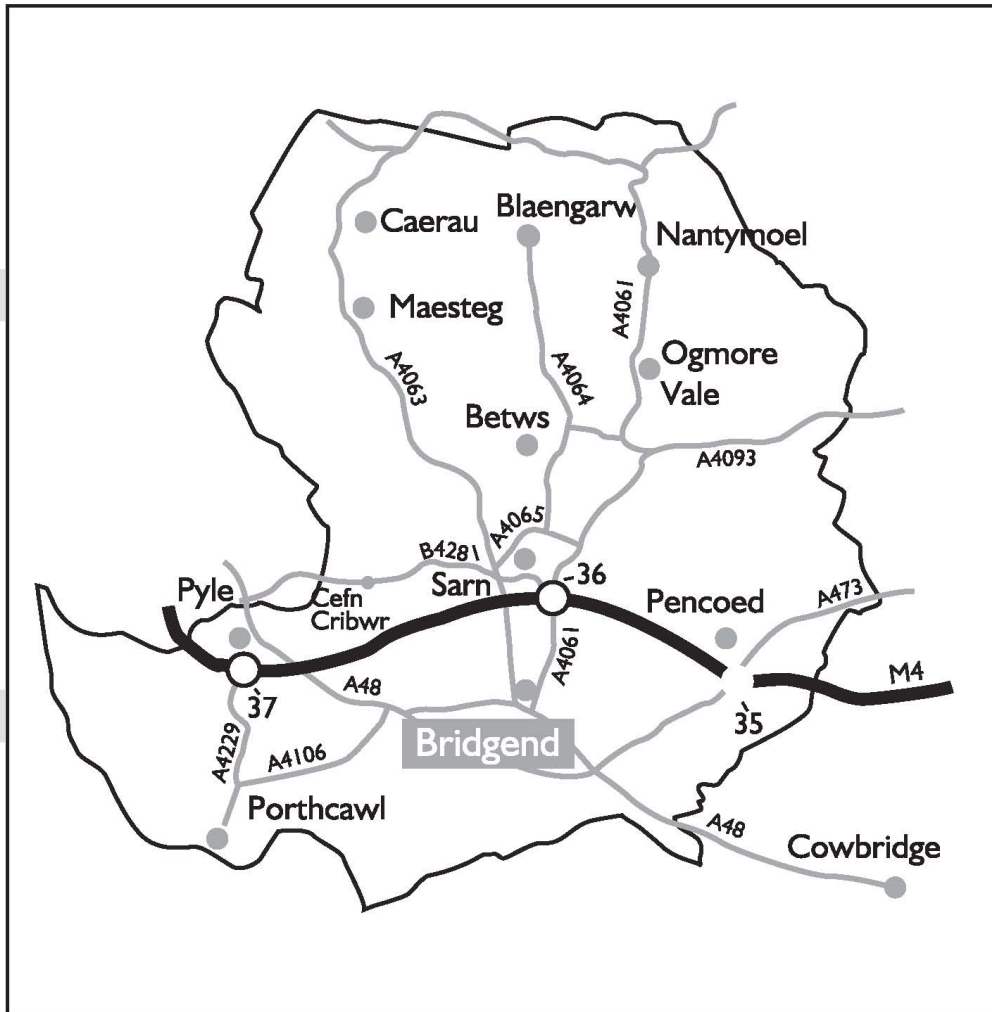 Blaengarw
Caerau
Nantymoel
Maesteg
A4061
Ogmore
Vale
A4063
A4064
Betws
A4093
A4065
B4281
Sarn
36
Pyle
Cefn
Cribwr
Pencoed
A473
A4061
M4
A48
37
35
Bridgend
A4229
A4106
Porthcawl
A48
Cowbridge